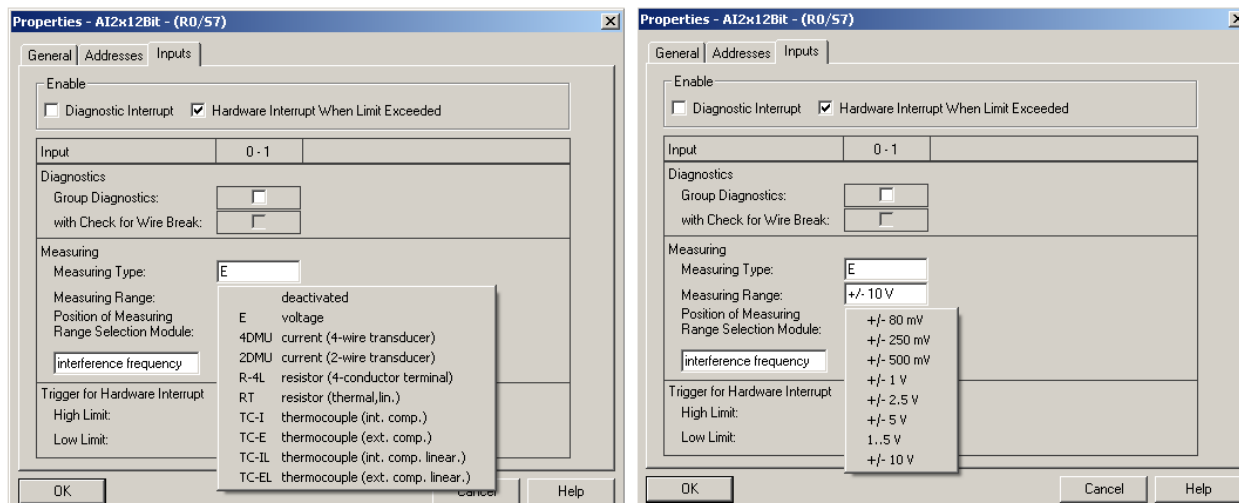 Properties - AI2x12Bit - (R0/S7)
General Addresses Inputs
Enable
Diagnostic Interrupt Hardware Interrupt When Limit Exceeded
Input 0 - 1
Diagnostics
Group Diagnostics:
with Check for Wire Break:
Measuring
Measuring Type: E
Measuring Range:
Position of Measuring
Range Selection Module:
interference frequency
deactivated
E voltage
4DMU current (4-wire transducer)
2DMU current (2-wire transducer)
R-4L resistor (4-conductor terminal)
RT resistor (thermal,lin.)
TC-I thermocouple (int. comp.)
TC-E thermocouple (ext. comp.)
TC-IL thermocouple (int. comp. linear.)
TC-EL thermocouple (ext. comp. linear.)
Trigger for Hardware Interrupt
High Limit:
Low Limit:
OK Cancel Help
Properties - AI2x12Bit - (R0/S7)
General Addresses Inputs
Enable
Diagnostic Interrupt Hardware Interrupt When Limit Exceeded
Input 0 - 1
Diagnostics
Group Diagnostics:
with Check for Wire Break:
Measuring
Measuring Type: E
Measuring Range: +/- 10 V
Position of Measuring
Range Selection Module:
interference frequency
+/- 80 mV
+/- 250 mV
+/- 500 mV
+/- 1 V
+/- 2.5 V
+/- 5 V
1..5 V
+/- 10 V
Trigger for Hardware Interrupt
High Limit:
Low Limit:
OK Cancel Help